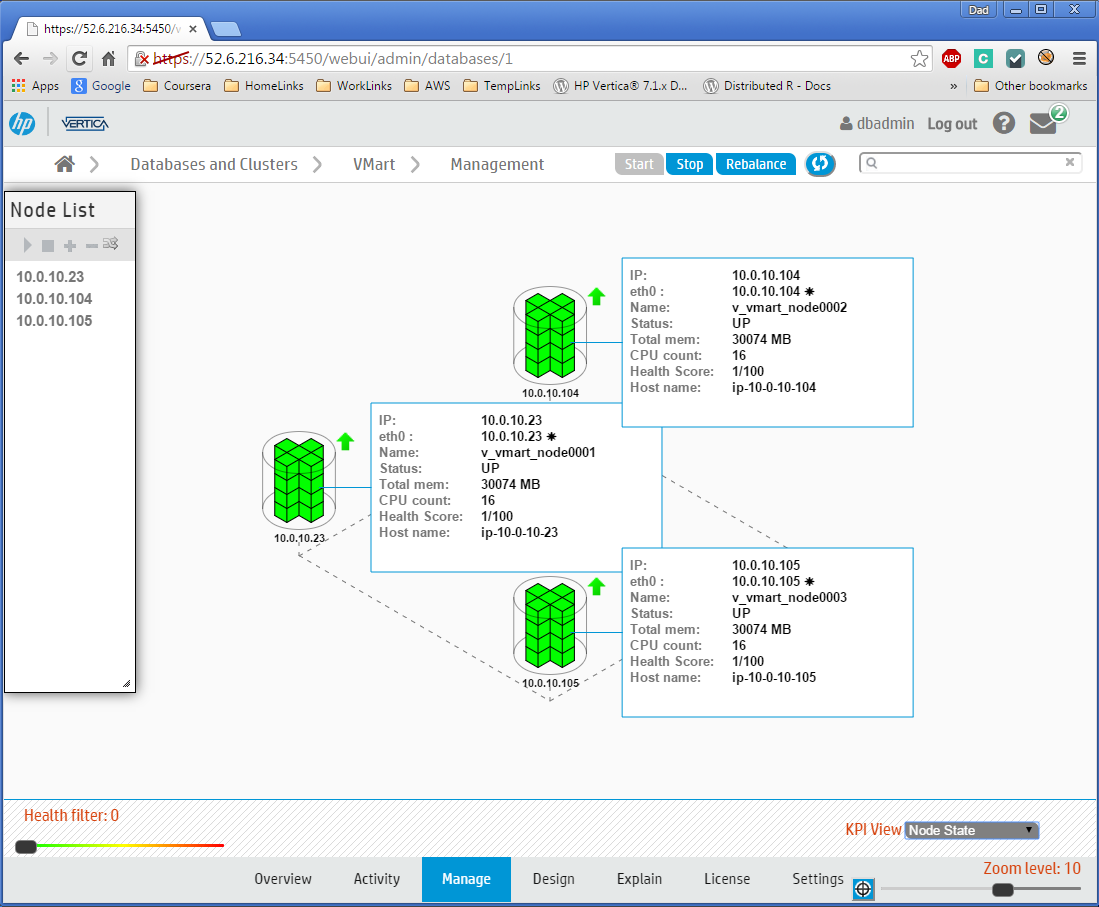 Dad
https://52.6.216.34:5450/v
https://52.6.216.34:5450/webui/admin/databases/1
ABP
C
Apps
Google
Coursera
HomeLinks
WorkLinks
AWS
TempLinks
HP Vertica® 7.1.x D...
Distributed R - Docs
»
Other bookmarks
hp
VERTICA
dbadmin
Log out
?
2
Databases and Clusters
VMart
Management
Start
Stop
Rebalance
Node List
10.0.10.23
10.0.10.104
10.0.10.105
10.0.10.104
IP: 10.0.10.104
eth0 : 10.0.10.104 ✷
Name: v_vmart_node0002
Status: UP
Total mem: 30074 MB
CPU count: 16
Health Score: 1/100
Host name: ip-10-0-10-104
10.0.10.23
IP: 10.0.10.23
eth0 : 10.0.10.23 ✷
Name: v_vmart_node0001
Status: UP
Total mem: 30074 MB
CPU count: 16
Health Score: 1/100
Host name: ip-10-0-10-23
10.0.10.105
IP: 10.0.10.105
eth0 : 10.0.10.105 ✷
Name: v_vmart_node0003
Status: UP
Total mem: 30074 MB
CPU count: 16
Health Score: 1/100
Host name: ip-10-0-10-105
Health filter: 0
KPI View Node State
Overview
Activity
Manage
Design
Explain
License
Settings
Zoom level: 10